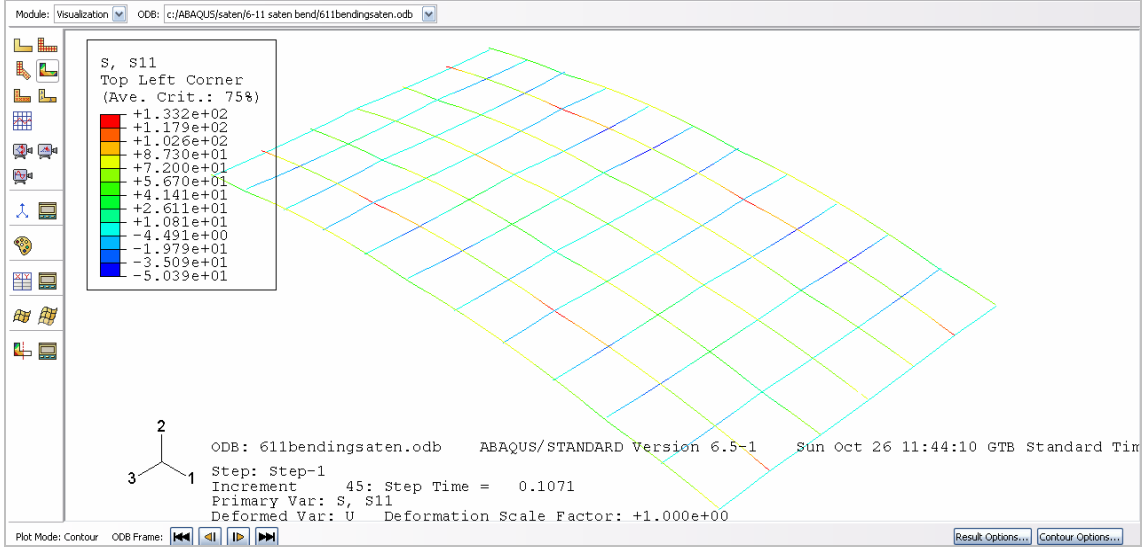 Module: Visualization ODB: c:/ABAQUS/saten/6-11 saten bend/611bendingsaten.odb
S, S11
Top Left Corner
(Ave. Crit.: 75%)
+1.332e+02
+1.179e+02
+1.026e+02
+8.730e+01
+7.200e+01
+5.670e+01
+4.141e+01
+2.611e+01
+1.081e+01
-4.491e+00
-1.979e+01
-3.509e+01
-5.039e+01
2
3
1
ODB: 611bendingsaten.odb ABAQUS/STANDARD Version 6.5-1 Sun Oct 26 11:44:10 GTB Standard Tim
Step: Step-1
Increment 45: Step Time = 0.1071
Primary Var: S, S11
Deformed Var: U Deformation Scale Factor: +1.000e+00
Plot Mode: Contour ODB Frame: Result Options... Contour Options...